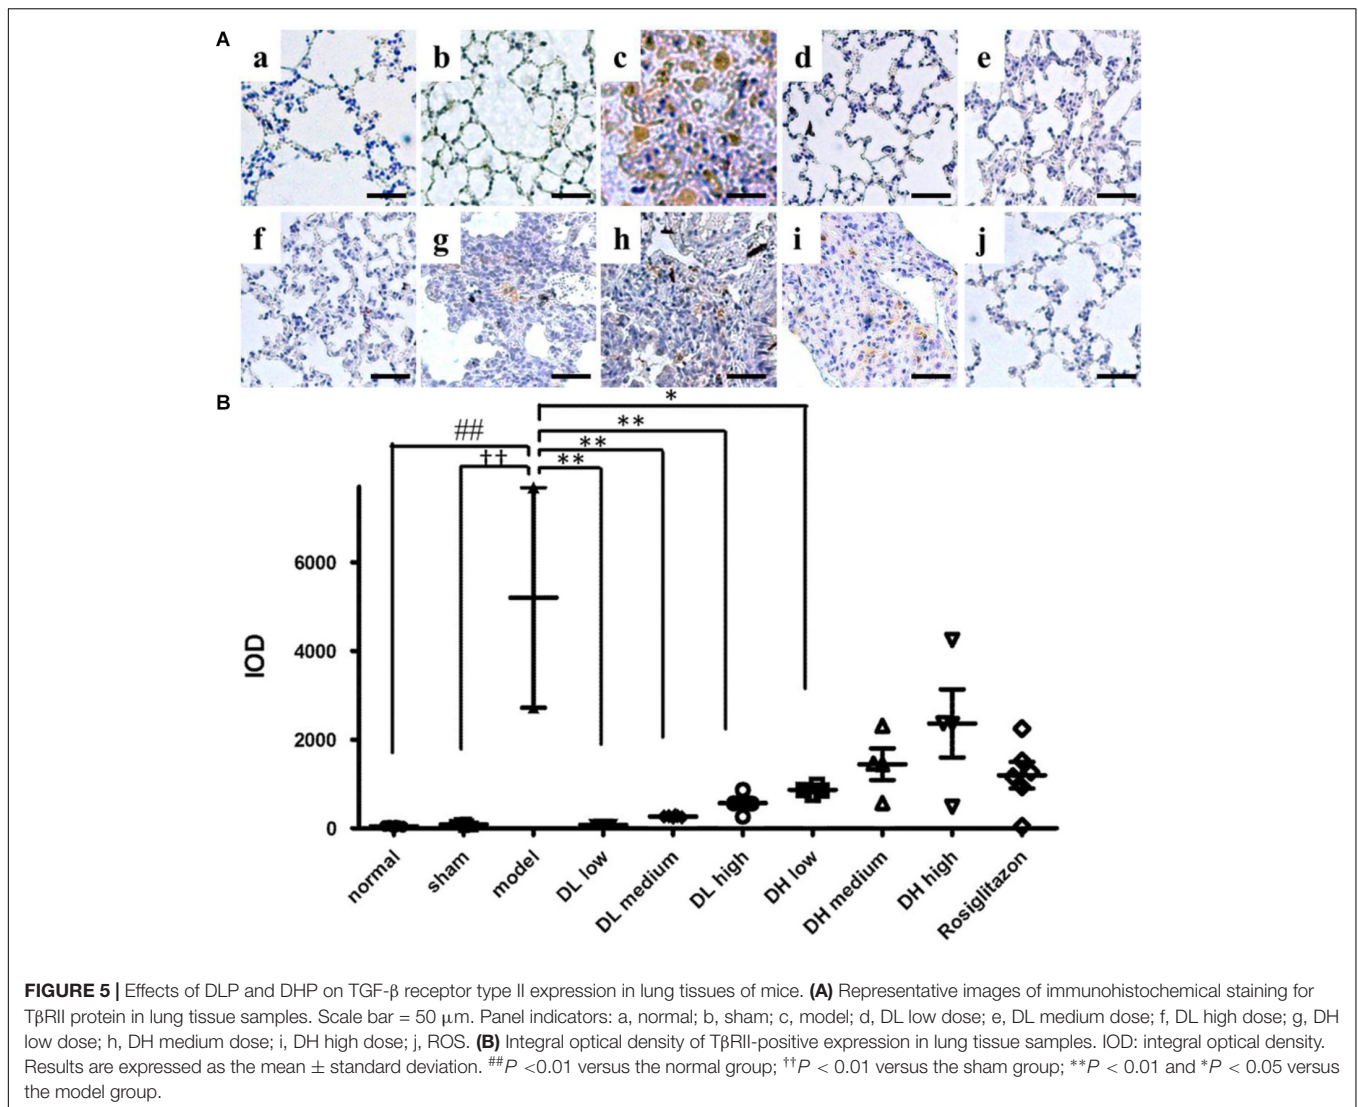 A
a
b
c
d
e
f
g
h
i
j
B
*
**
##
**
††
**
6000
4000
2000
0
IOD
normal
sham
model
DL low
DL medium
DL high
DH low
DH medium
DH high
Rosiglitazon
FIGURE 5 | Effects of DLP and DHP on TGF-β receptor type II expression in lung tissues of mice. (A) Representative images of immunohistochemical staining for
TβRII protein in lung tissue samples. Scale bar = 50 μm. Panel indicators: a, normal; b, sham; c, model; d, DL low dose; e, DL medium dose; f, DL high dose; g, DH
low dose; h, DH medium dose; i, DH high dose; j, ROS. (B) Integral optical density of TβRII-positive expression in lung tissue samples. IOD: integral optical density.
Results are expressed as the mean ± standard deviation. ##P <0.01 versus the normal group; ††P < 0.01 versus the sham group; **P < 0.01 and *P < 0.05 versus
the model group.